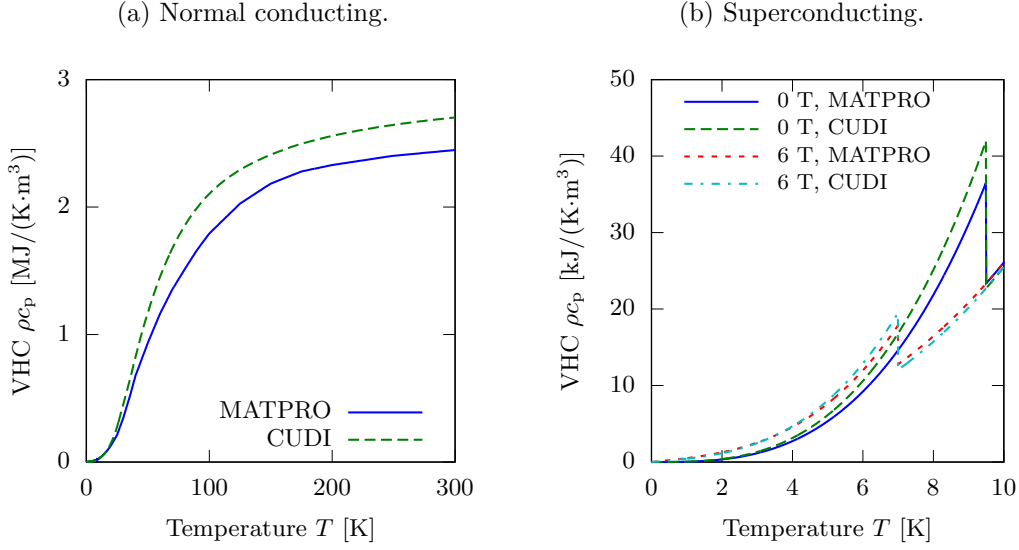 (a) Normal conducting.
VHC ρc_p [MJ/(K·m³)]
3
2
1
0
0 100 200 300
MATPRO
CUDI
Temperature T [K]
(b) Superconducting.
VHC ρc_p [kJ/(K·m³)]
50
40
30
20
10
0
0 2 4 6 8 10
0 T, MATPRO
0 T, CUDI
6 T, MATPRO
6 T, CUDI
Temperature T [K]